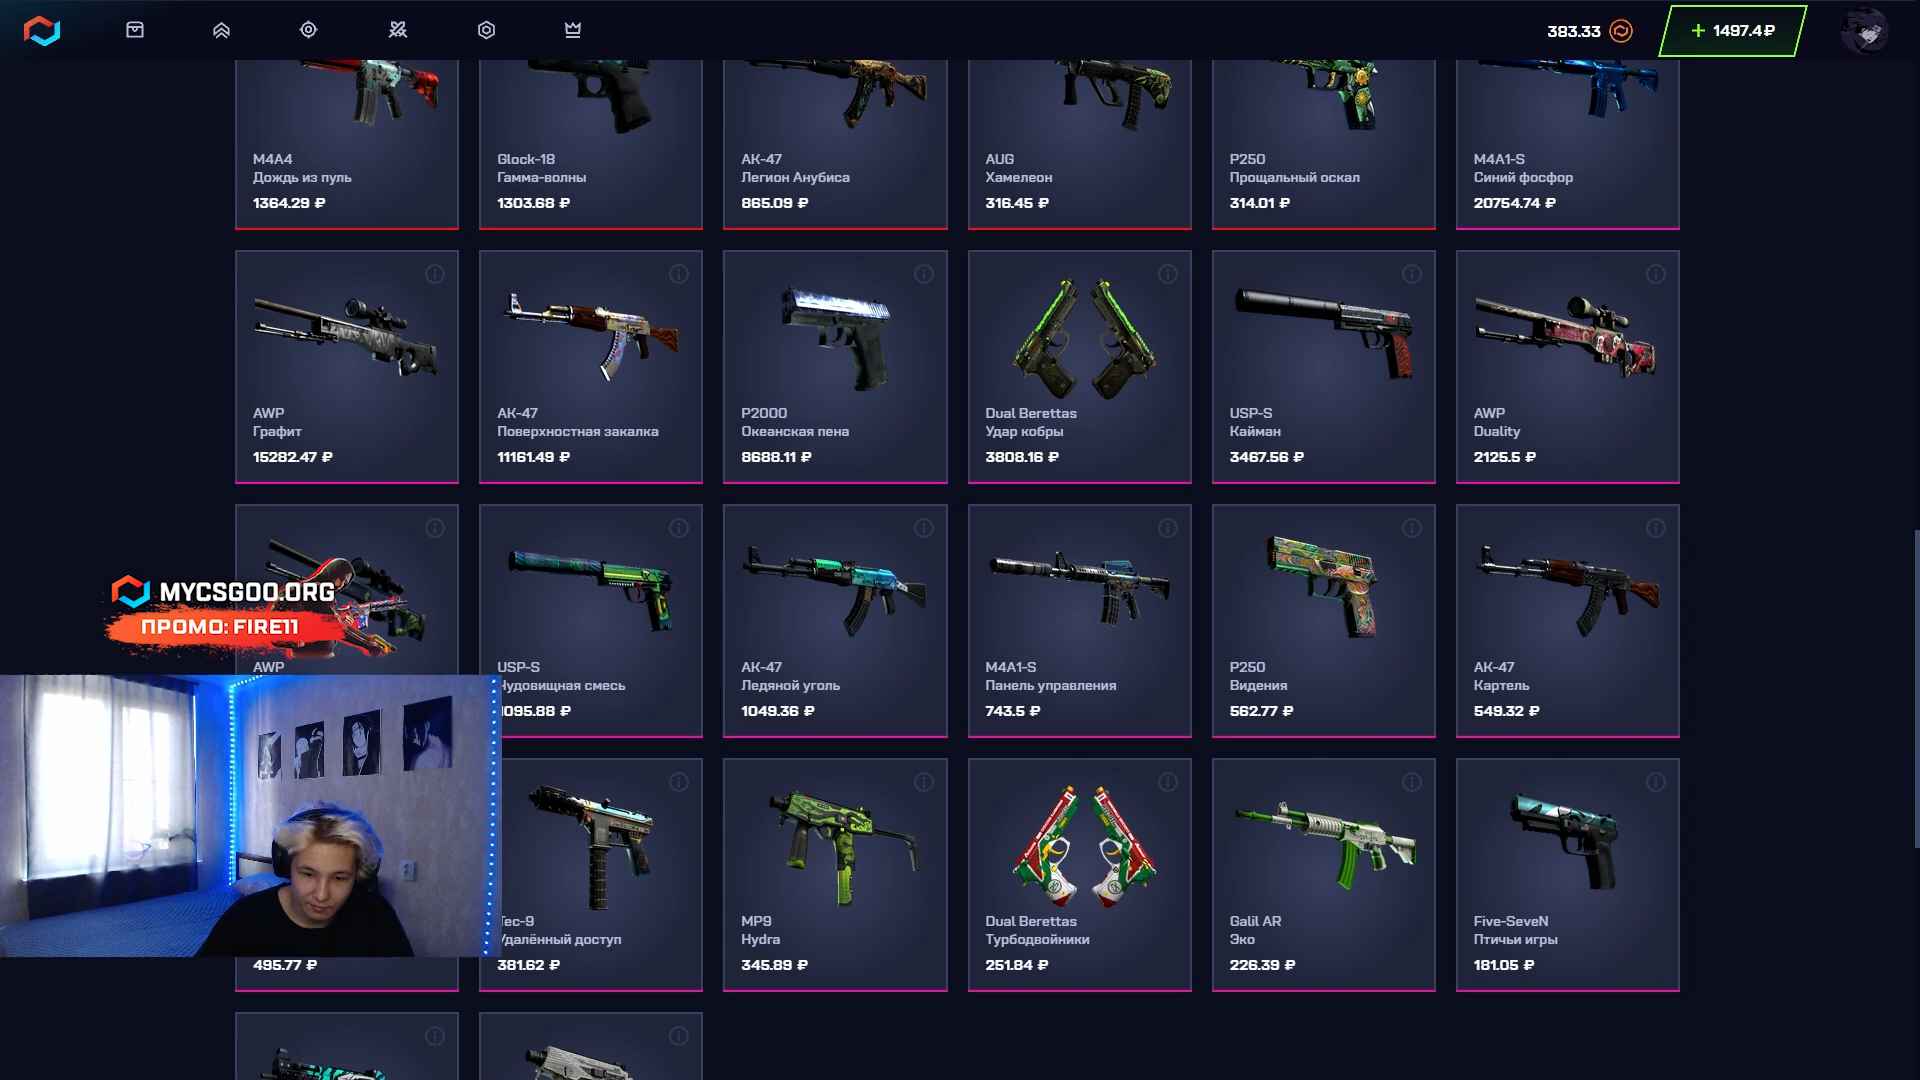 383.33
+ 1497.4₽
M4A4
Дождь из пуль
1364.29 ₽
Glock-18
Гамма-волны
1303.68 ₽
AK-47
Легион Анубиса
865.09 ₽
AUG
Хамелеон
316.45 ₽
P250
Прощальный оскал
314.01 ₽
M4A1-S
Синий фосфор
20754.74 ₽
AWP
Графит
15282.47 ₽
AK-47
Поверхностная закалка
11161.49 ₽
P2000
Океанская пена
8688.11 ₽
Dual Berettas
Удар кобры
3808.16 ₽
USP-S
Кайман
3467.56 ₽
AWP
Duality
2125.5 ₽
MYCSGOO.ORG
ПРОМО: FIRE11
AWP
USP-S
Чудовищная смесь
1095.88 ₽
AK-47
Ледяной уголь
1049.36 ₽
M4A1-S
Панель управления
743.5 ₽
P250
Видения
562.77 ₽
AK-47
Картель
549.32 ₽
495.77 ₽
Tec-9
Удалённый доступ
381.62 ₽
MP9
Hydra
345.89 ₽
Dual Berettas
Турбодвойники
251.84 ₽
Galil AR
Эко
226.39 ₽
Five-SeveN
Птичьи игры
181.05 ₽